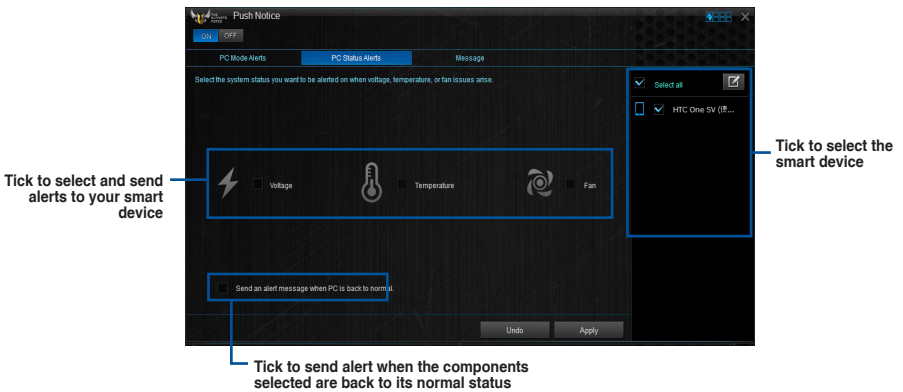 THE ULTIMATE FORCE
Push Notice
ON OFF
PC Mode Alerts PC Status Alerts Message
Select the system status you want to be alerted on when voltage, temperature, or fan issues arise.
Select all
HTC One SV (使...
Tick to select the
smart device
Tick to select and send
alerts to your smart
device
Voltage Temperature Fan
Send an alert message when PC is back to normal.
Undo Apply
Tick to send alert when the components
selected are back to its normal status